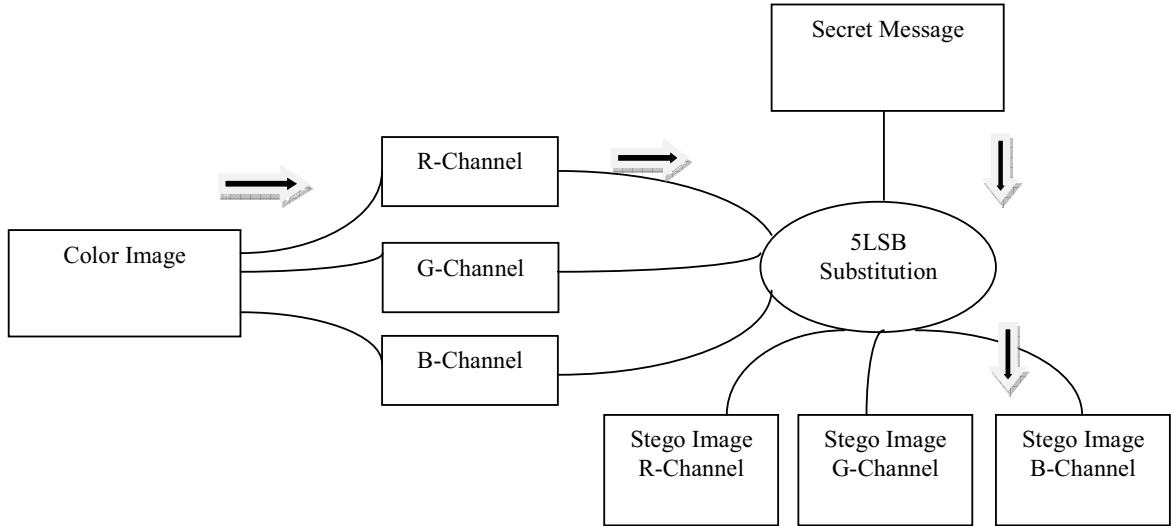 Secret Message
R-Channel
Color Image
G-Channel
5LSB
Substitution
B-Channel
Stego Image
R-Channel
Stego Image
G-Channel
Stego Image
B-Channel